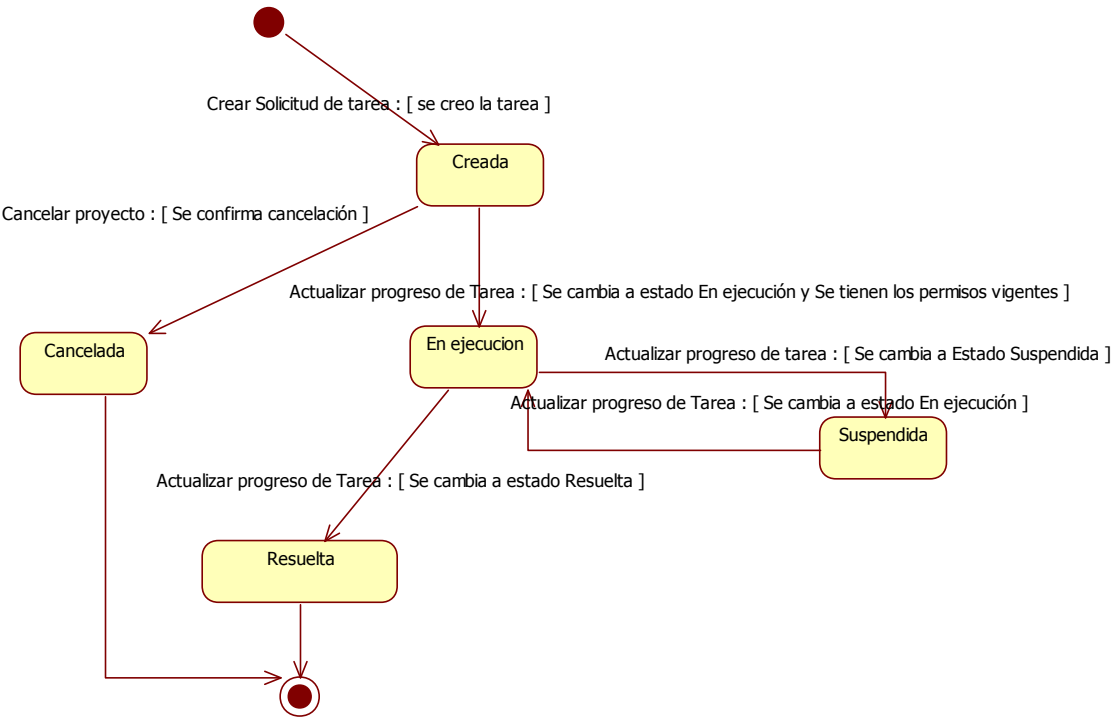 Crear Solicitud de tarea : [ se creo la tarea ]
Creada
Cancelar proyecto : [ Se confirma cancelación ]
Actualizar progreso de Tarea : [ Se cambia a estado En ejecución y Se tienen los permisos vigentes ]
Cancelada
En ejecucion
Actualizar progreso de tarea : [ Se cambia a Estado Suspendida ]
Actualizar progreso de Tarea : [ Se cambia a estado En ejecución ]
Suspendida
Actualizar progreso de Tarea : [ Se cambia a estado Resuelta ]
Resuelta